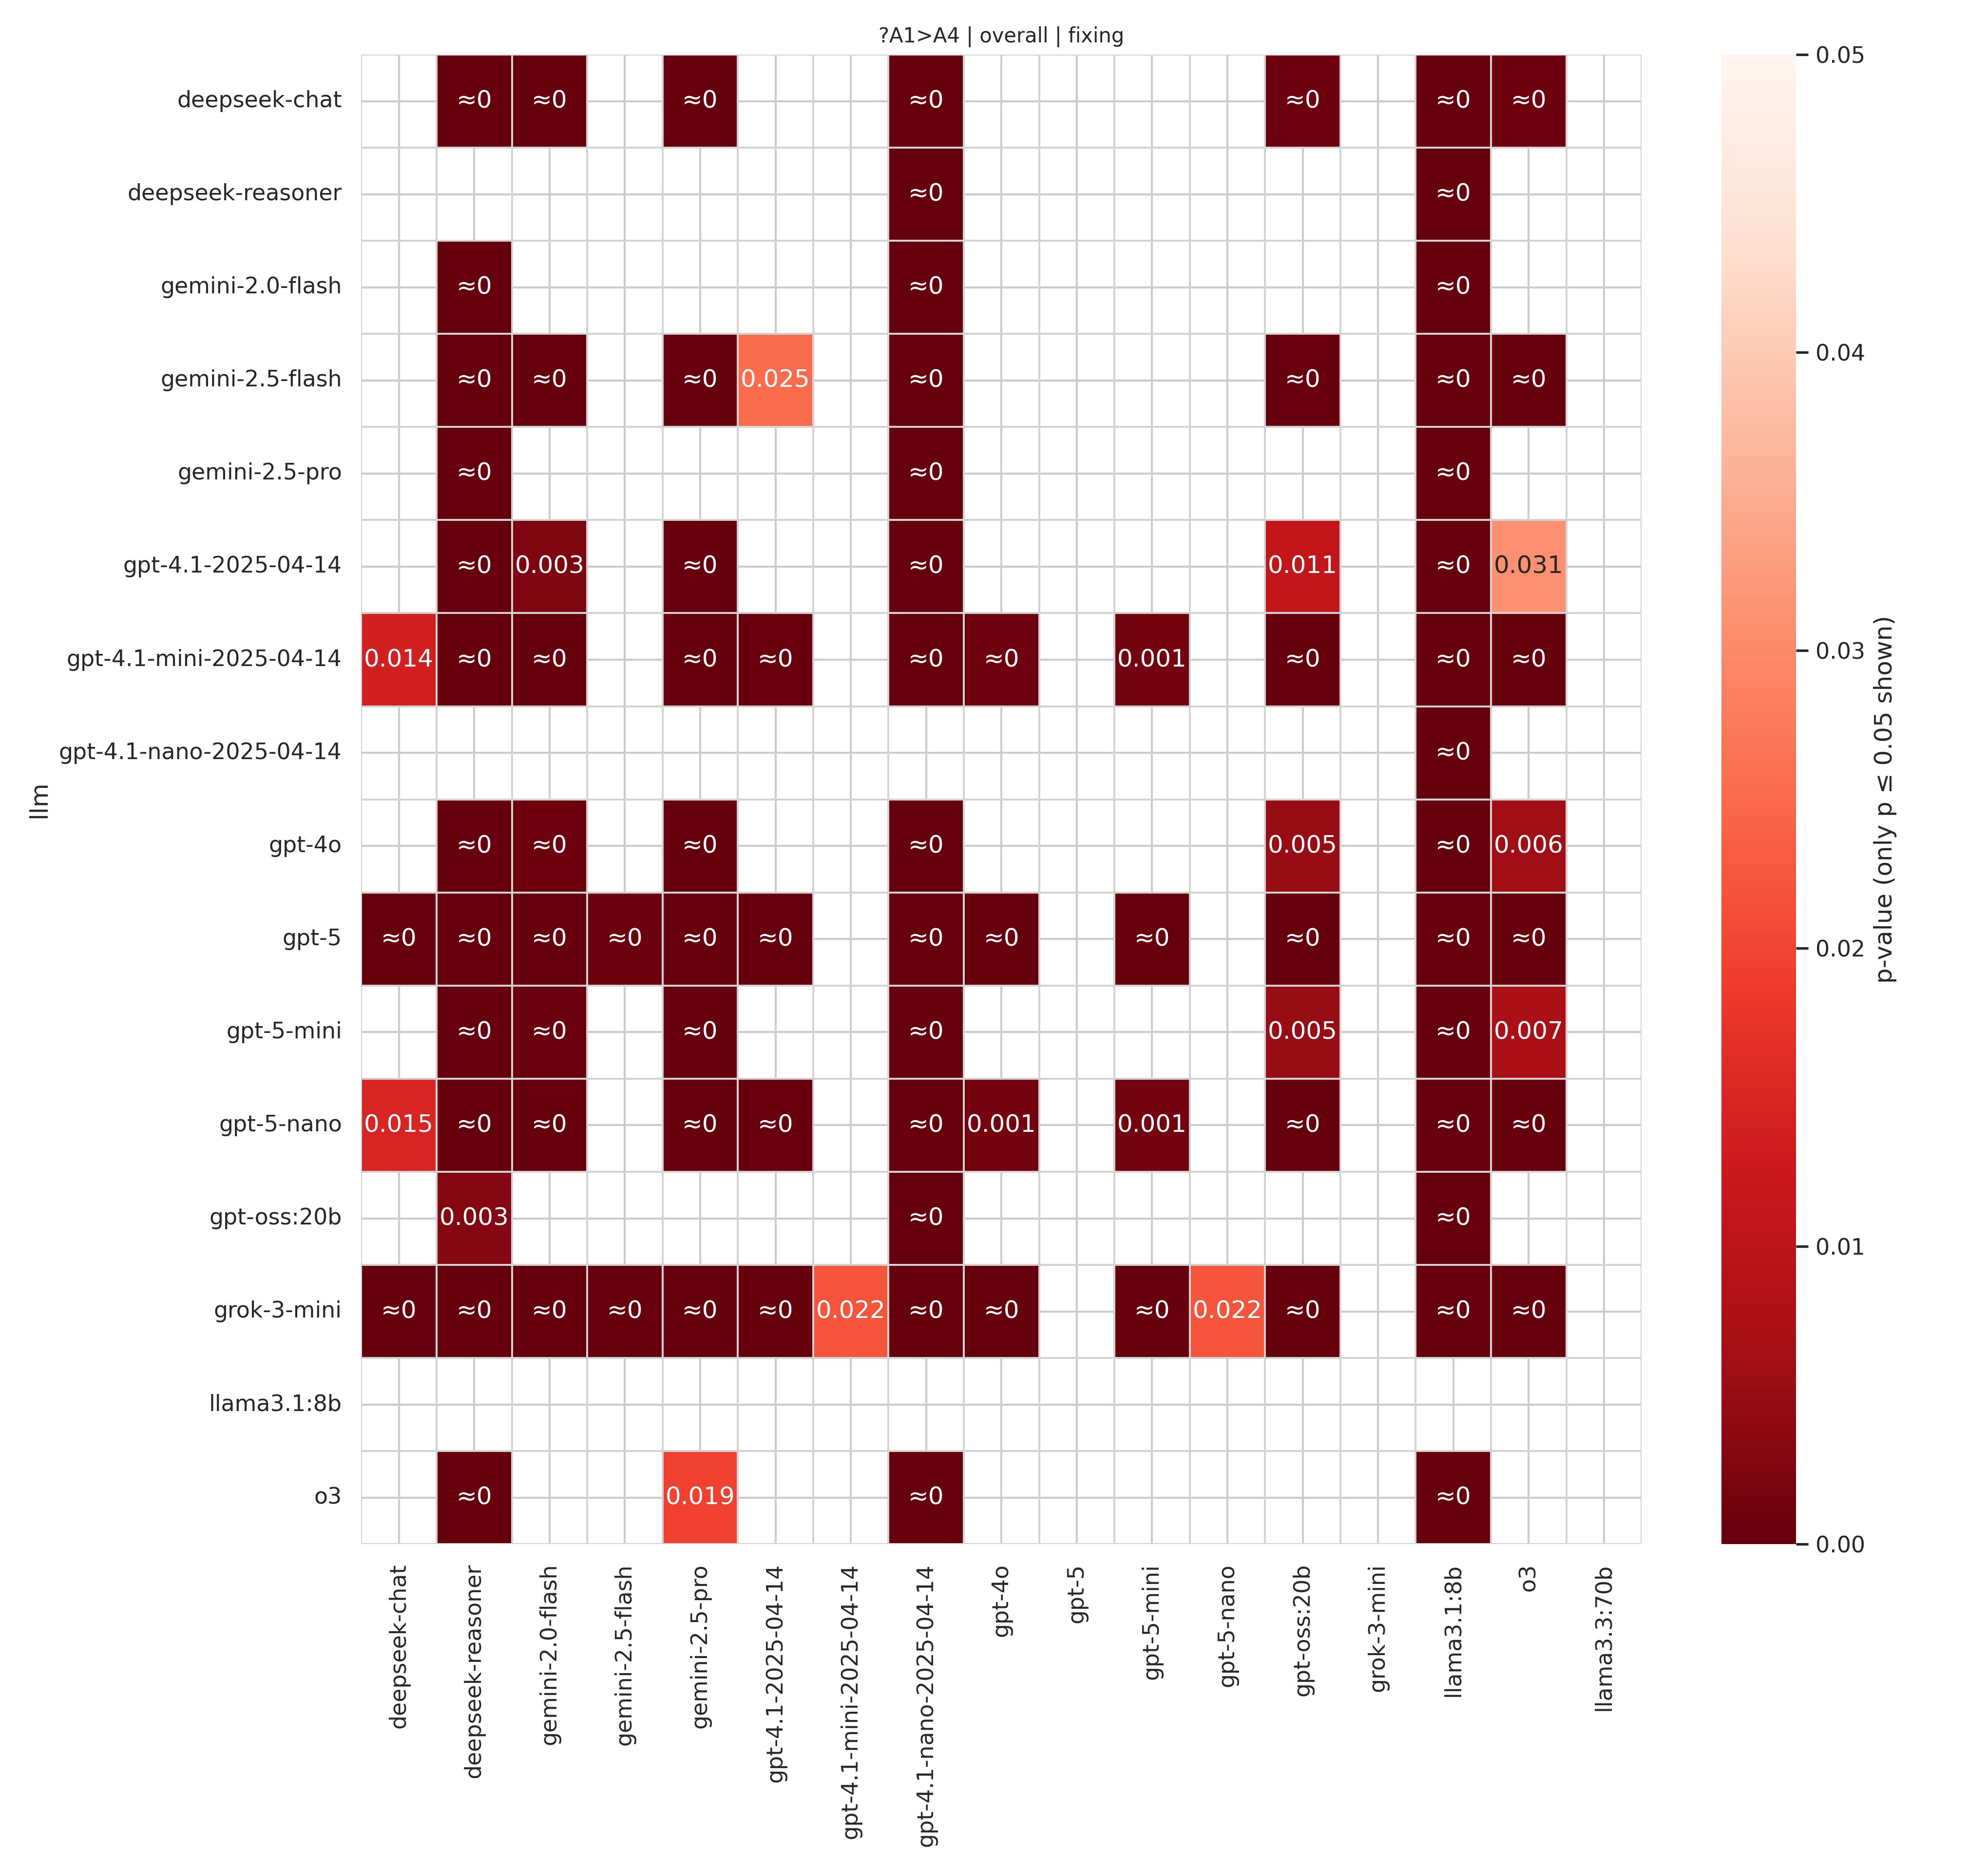 ?A1>A4 | overall | fixing
deepseek-chat ≈0 ≈0 ≈0 ≈0 ≈0 ≈0 ≈0
deepseek-reasoner ≈0 ≈0
gemini-2.0-flash ≈0 ≈0 ≈0
gemini-2.5-flash ≈0 ≈0 ≈0 0.025 ≈0 ≈0 ≈0 ≈0
gemini-2.5-pro ≈0 ≈0 ≈0
gpt-4.1-2025-04-14 ≈0 0.003 ≈0 ≈0 0.011 ≈0 0.031
gpt-4.1-mini-2025-04-14 0.014 ≈0 ≈0 ≈0 ≈0 ≈0 ≈0 0.001 ≈0 ≈0 ≈0
gpt-4.1-nano-2025-04-14 ≈0
gpt-4o ≈0 ≈0 ≈0 ≈0 0.005 ≈0 0.006
gpt-5 ≈0 ≈0 ≈0 ≈0 ≈0 ≈0 ≈0 ≈0 ≈0 ≈0 ≈0 ≈0
gpt-5-mini ≈0 ≈0 ≈0 ≈0 0.005 ≈0 0.007
gpt-5-nano 0.015 ≈0 ≈0 ≈0 ≈0 ≈0 0.001 0.001 ≈0 ≈0 ≈0
gpt-oss:20b 0.003 ≈0 ≈0
grok-3-mini ≈0 ≈0 ≈0 ≈0 ≈0 ≈0 0.022 ≈0 ≈0 ≈0 0.022 ≈0 ≈0 ≈0
llama3.1:8b
o3 ≈0 0.019 ≈0 ≈0
llm
deepseek-chat
deepseek-reasoner
gemini-2.0-flash
gemini-2.5-flash
gemini-2.5-pro
gpt-4.1-2025-04-14
gpt-4.1-mini-2025-04-14
gpt-4.1-nano-2025-04-14
gpt-4o
gpt-5
gpt-5-mini
gpt-5-nano
gpt-oss:20b
grok-3-mini
llama3.1:8b
o3
llama3.3:70b
0.05
0.04
0.03
0.02
0.01
0.00
p-value (only p ≤ 0.05 shown)